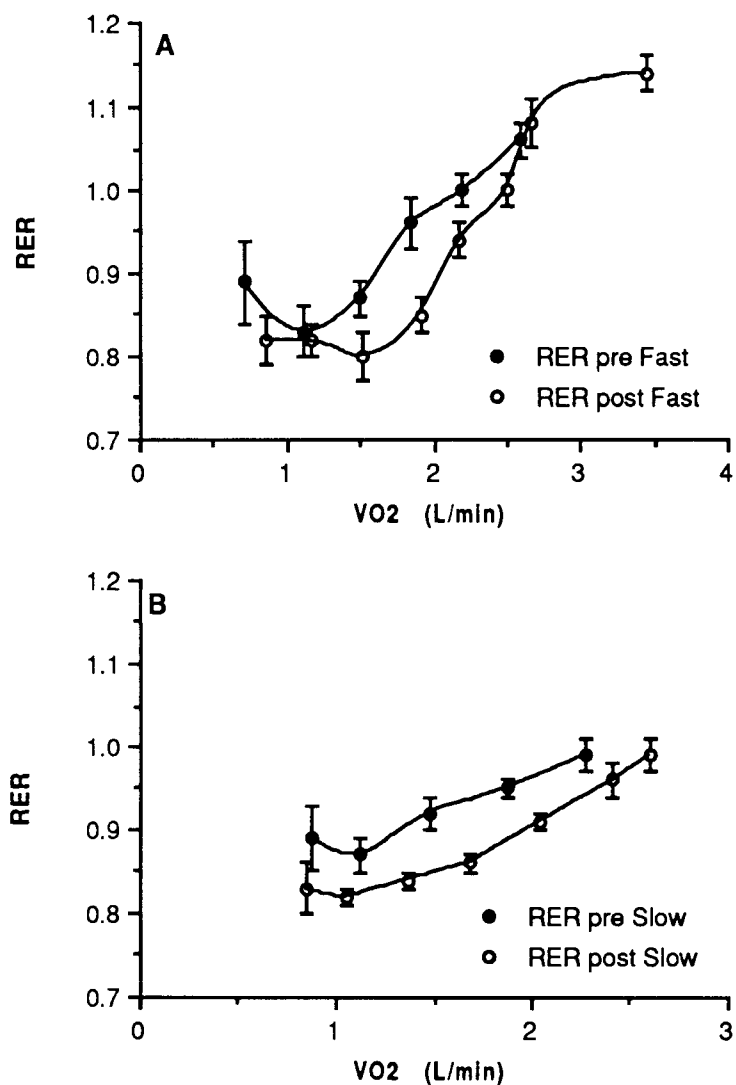 A
1.2
1.1
1.0
0.9
0.8
0.7
RER
RER pre Fast
RER post Fast
0 1 2 3 4
VO2 (L/min)
B
1.2
1.1
1.0
0.9
0.8
0.7
RER
RER pre Slow
RER post Slow
0 1 2 3
VO2 (L/min)